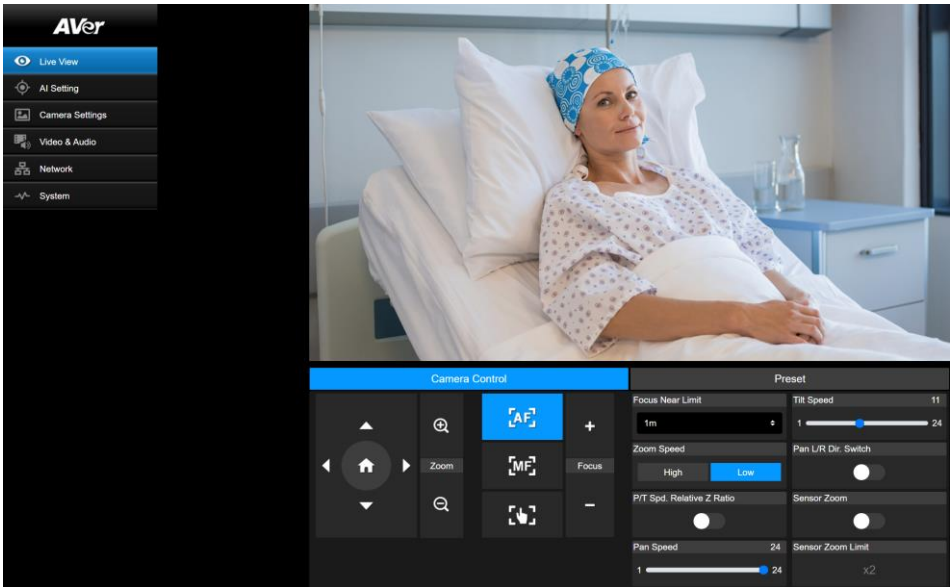 AVer
Live View
AI Setting
Camera Settings
Video & Audio
Network
System
Camera Control
Preset
Zoom
AF
MF
Focus
Focus Near Limit
1m
Tilt Speed 11
1 24
Zoom Speed
High Low
Pan L/R Dir. Switch
P/T Spd. Relative Z Ratio
Sensor Zoom
Pan Speed 24
1 24
Sensor Zoom Limit
x2